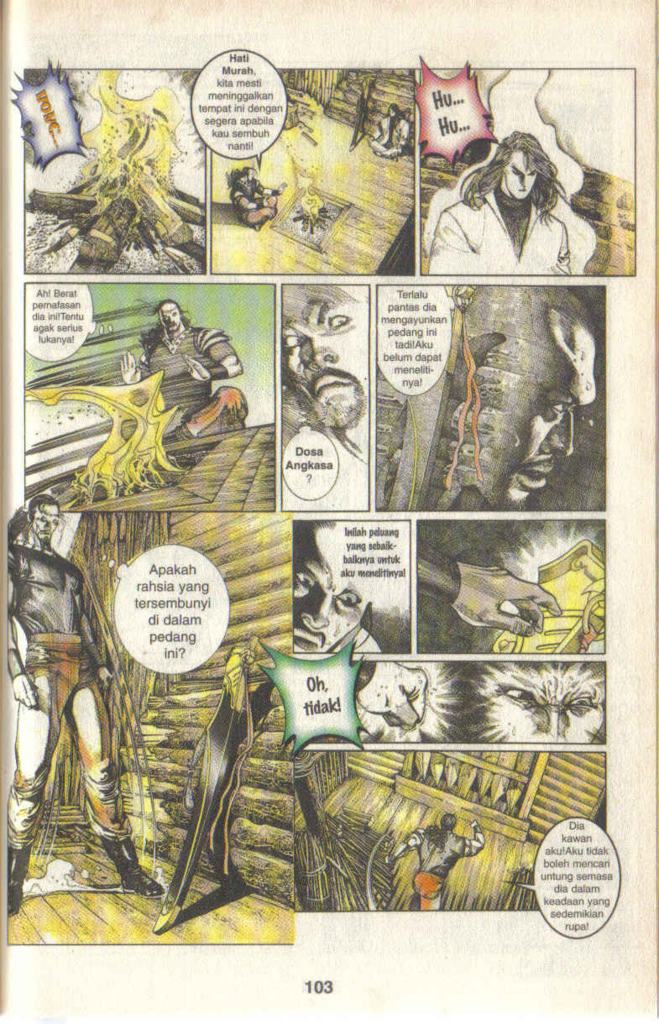 HONG...
Hati
Murah,
kita mesti
meninggalkan
tempat ini dengan
segera apabila
kau sembuh
nanti!
Hu...
Hu...
Ah! Berat
pernafasan
dia ini!Tentu
agak serius
lukanya!
Dosa
Angkasa
?
Terlalu
pantas dia
mengayunkan
pedang ini
tadi!Aku
belum dapat
meneliti-
nya!
Apakah
rahsia yang
tersembunyi
di dalam
pedang
ini?
Inilah peluang
yang sebaik-
baiknya untuk
aku menelitinya!
Oh,
tidak!
Dia
kawan
aku!Aku tidak
boleh mencari
untung semasa
dia dalam
keadaan yang
sedemikian
rupa!
103